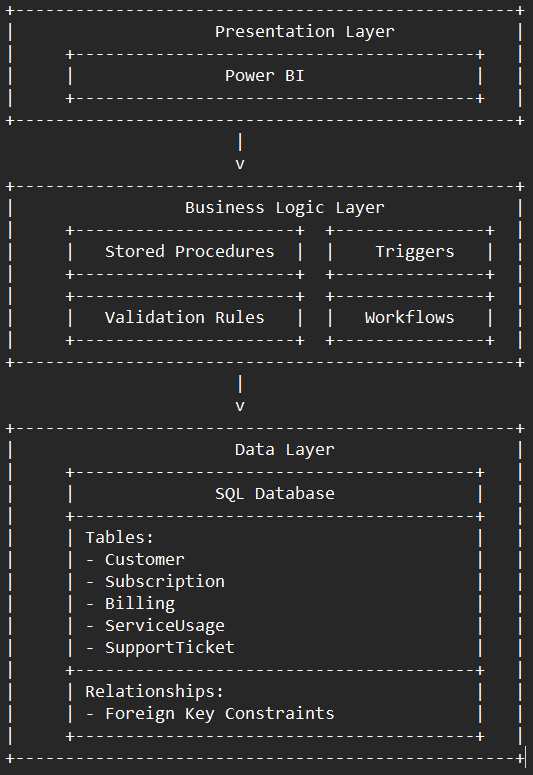 Presentation Layer
Power BI
v
Business Logic Layer
Stored Procedures | | Triggers
Validation Rules | | Workflows
v
Data Layer
SQL Database
Tables:
- Customer
- Subscription
- Billing
- ServiceUsage
- SupportTicket
Relationships:
- Foreign Key Constraints